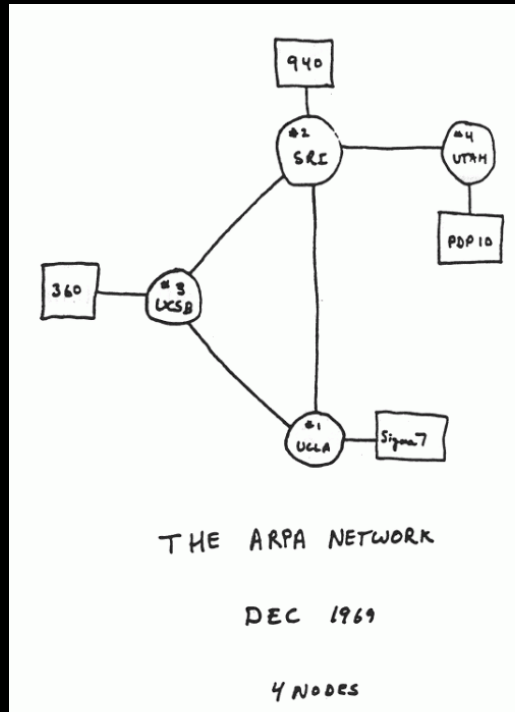 940
#2
SRI
#4
UTAH
PDP 10
360
#3
UCSB
#1
UCLA
Sigma 7
THE ARPA NETWORK
DEC 1969
4 NODES